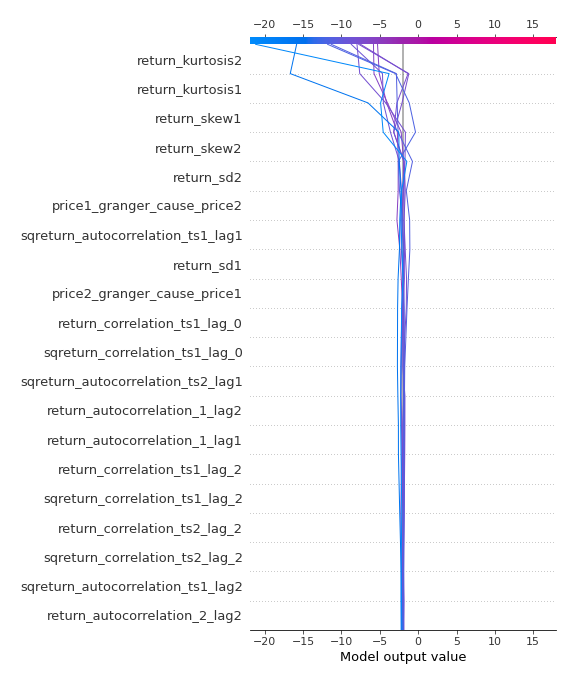 −20 −15 −10 −5 0 5 10 15
return_kurtosis2
return_kurtosis1
return_skew1
return_skew2
return_sd2
price1_granger_cause_price2
sqreturn_autocorrelation_ts1_lag1
return_sd1
price2_granger_cause_price1
return_correlation_ts1_lag_0
sqreturn_correlation_ts1_lag_0
sqreturn_autocorrelation_ts2_lag1
return_autocorrelation_1_lag2
return_autocorrelation_1_lag1
return_correlation_ts1_lag_2
sqreturn_correlation_ts1_lag_2
return_correlation_ts2_lag_2
sqreturn_correlation_ts2_lag_2
sqreturn_autocorrelation_ts1_lag2
return_autocorrelation_2_lag2
−20 −15 −10 −5 0 5 10 15
Model output value